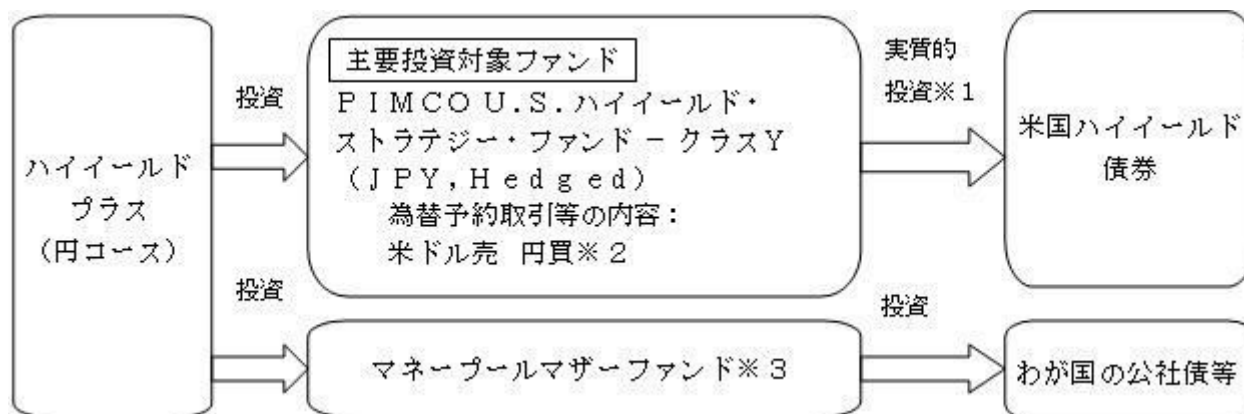 ハイイールド
プラス
（円コース）
投資
主要投資対象ファンド
ＰＩＭＣＯ Ｕ.Ｓ.ハイイールド・
ストラテジー・ファンド − クラスＹ
（ＪＰＹ,Ｈｅｄｇｅｄ）
為替予約取引等の内容：
米ドル売　円買※２
実質的
投資※１
米国ハイイールド
債券
投資
マネープールマザーファンド※３
投資
わが国の公社債等